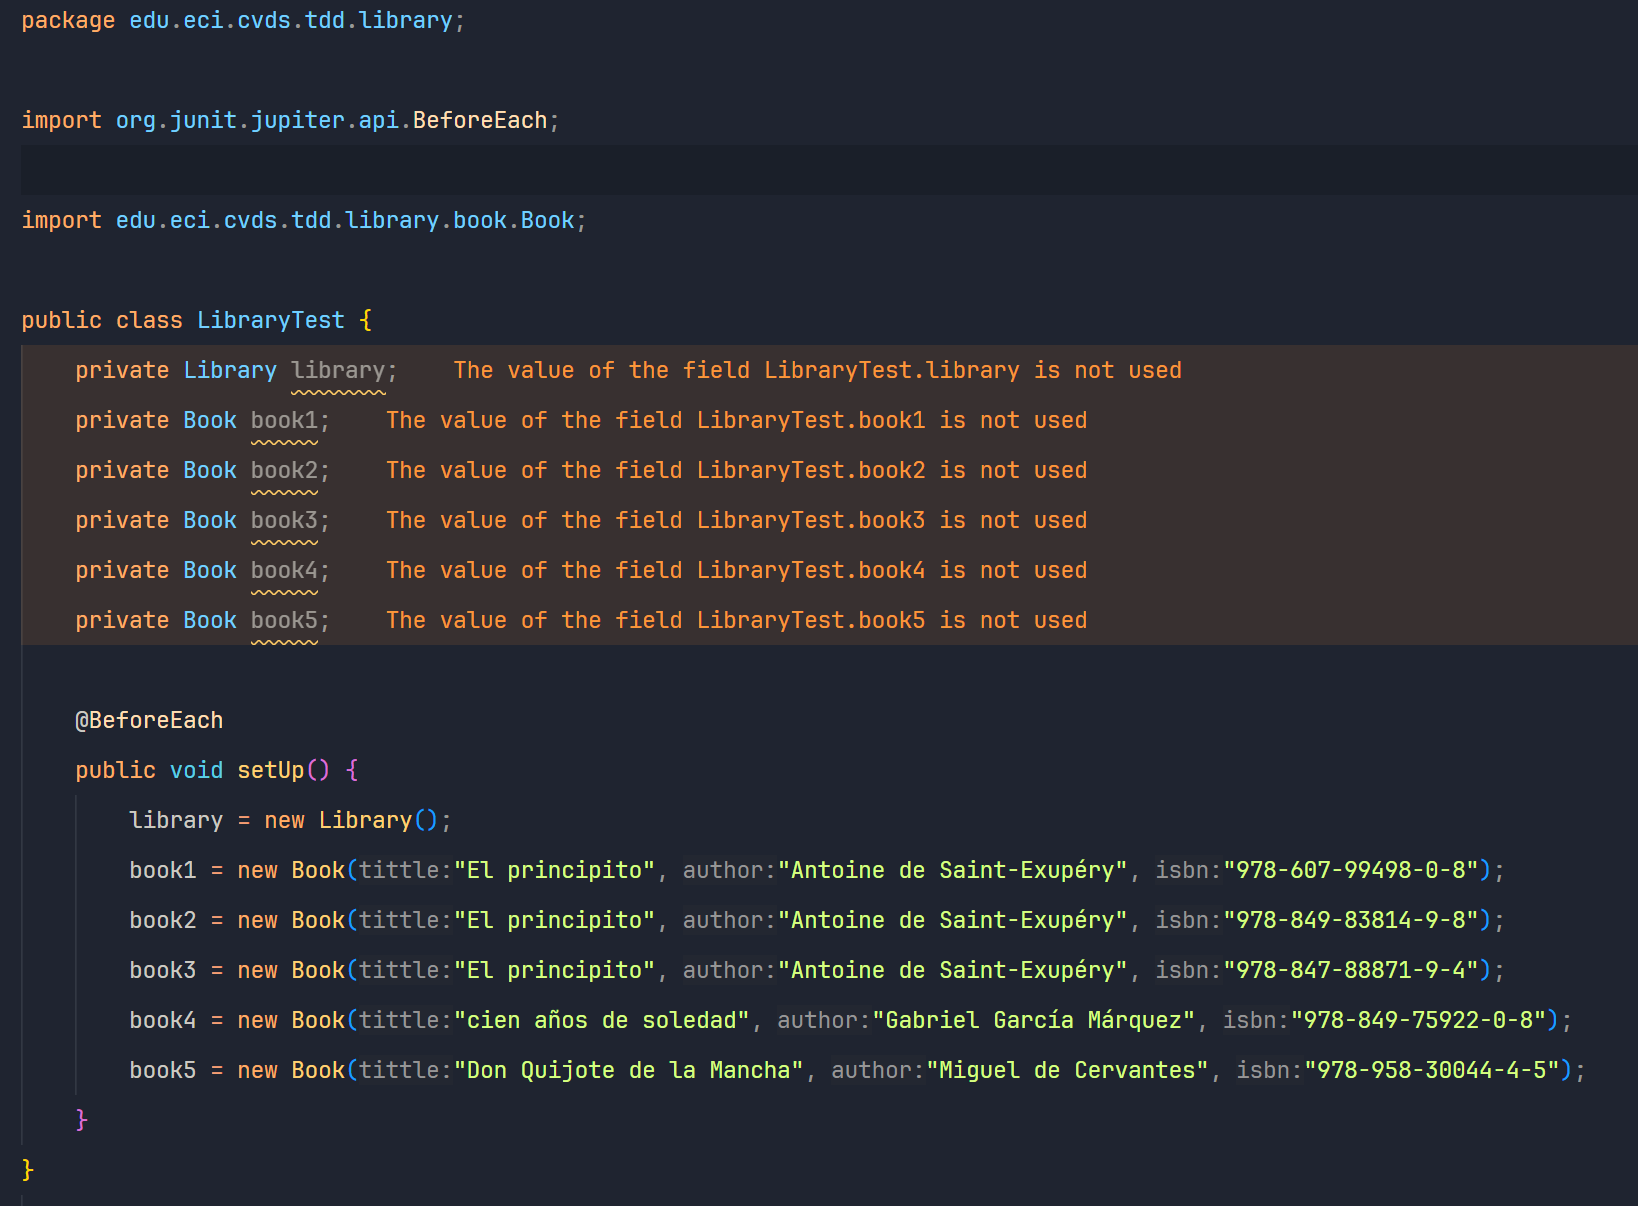 package edu.eci.cvds.tdd.library;
import org.junit.jupiter.api.BeforeEach;
import edu.eci.cvds.tdd.library.book.Book;
public class LibraryTest {
private Library library; The value of the field LibraryTest.library is not used
private Book book1; The value of the field LibraryTest.book1 is not used
private Book book2; The value of the field LibraryTest.book2 is not used
private Book book3; The value of the field LibraryTest.book3 is not used
private Book book4; The value of the field LibraryTest.book4 is not used
private Book book5; The value of the field LibraryTest.book5 is not used
@BeforeEach
public void setUp() {
library = new Library();
book1 = new Book(tittle:"El principito", author:"Antoine de Saint-Exupéry", isbn:"978-607-99498-0-8");
book2 = new Book(tittle:"El principito", author:"Antoine de Saint-Exupéry", isbn:"978-849-83814-9-8");
book3 = new Book(tittle:"El principito", author:"Antoine de Saint-Exupéry", isbn:"978-847-88871-9-4");
book4 = new Book(tittle:"cien años de soledad", author:"Gabriel García Márquez", isbn:"978-849-75922-0-8");
book5 = new Book(tittle:"Don Quijote de la Mancha", author:"Miguel de Cervantes", isbn:"978-958-30044-4-5");
}
}